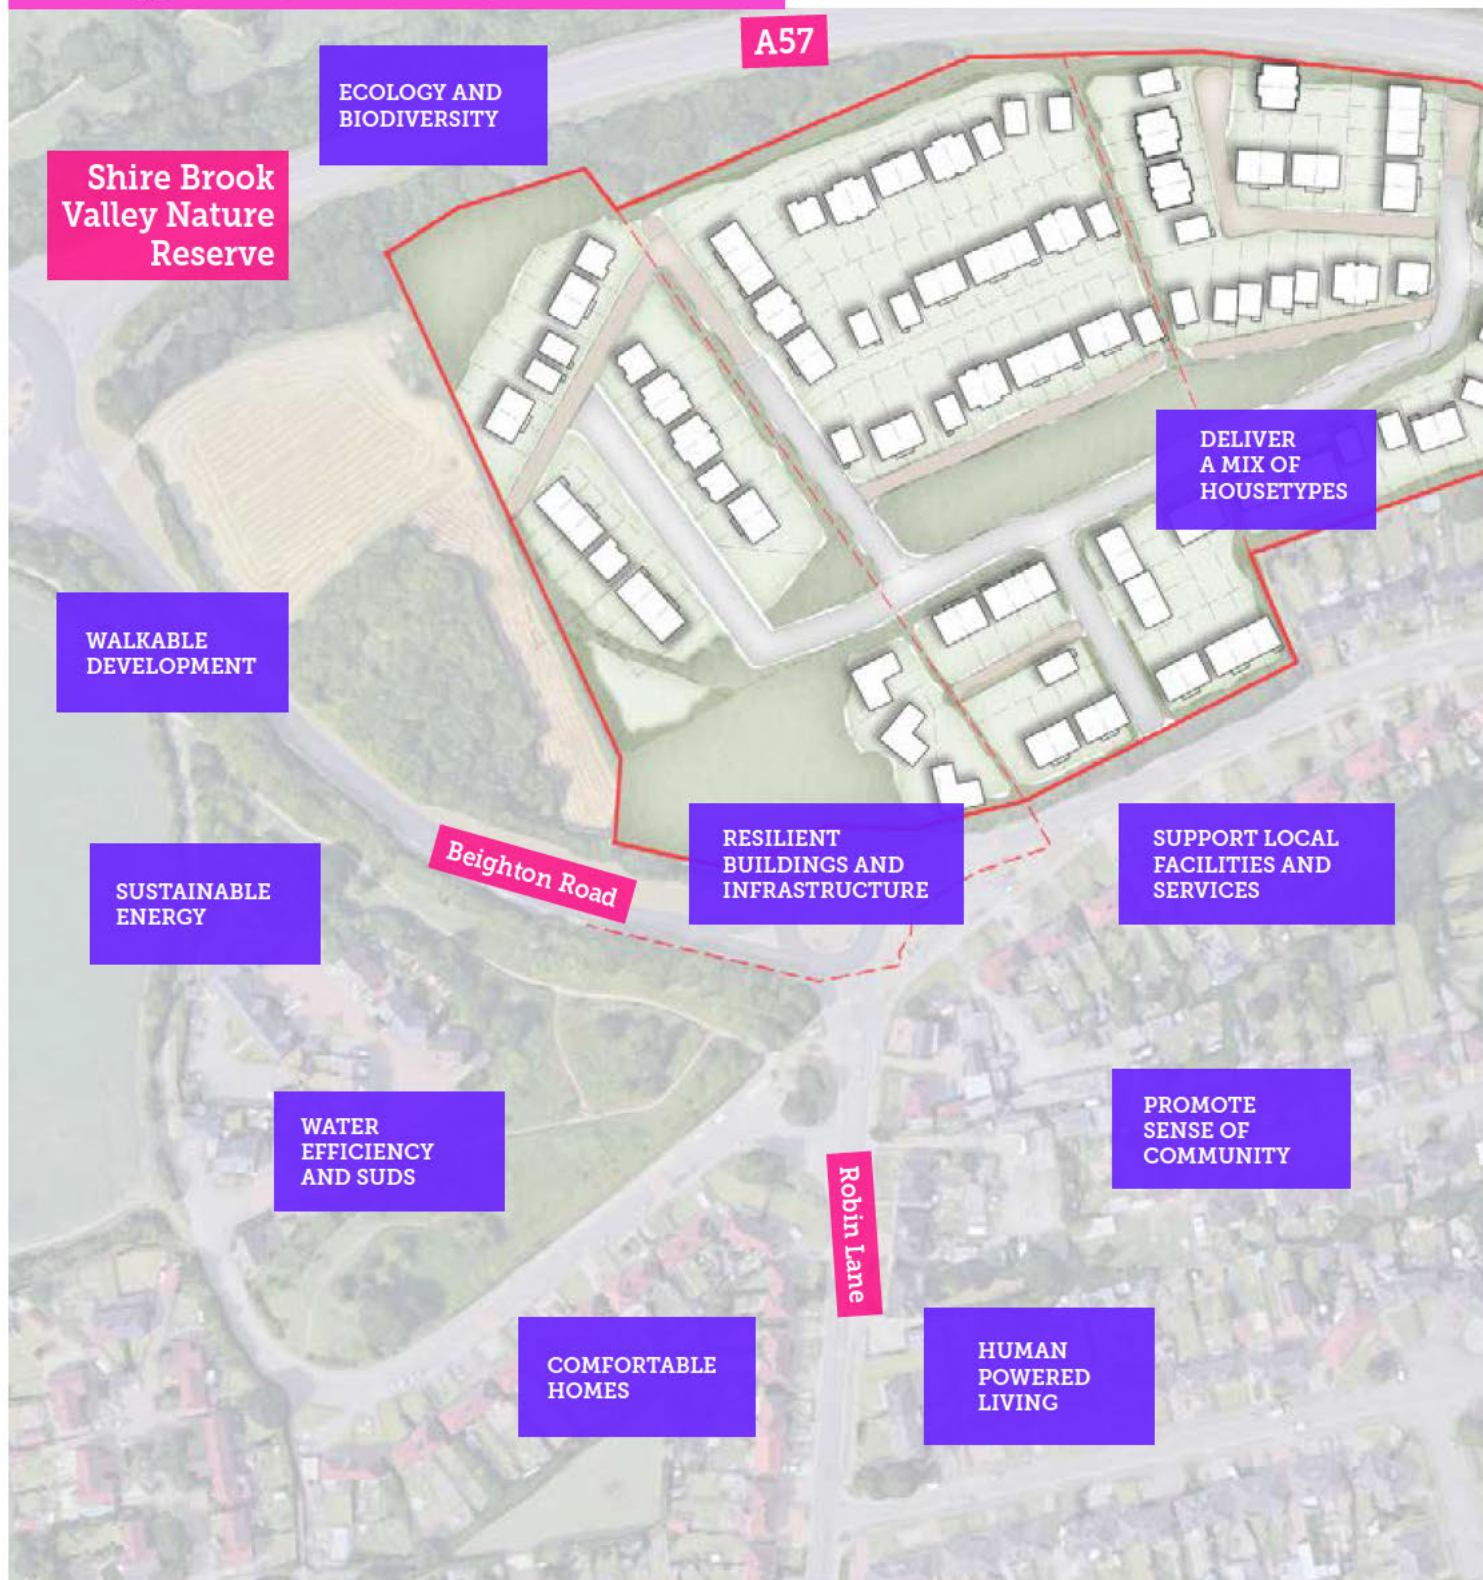 A57
ECOLOGY AND
BIODIVERSITY
Shire Brook
Valley Nature
Reserve
DELIVER
A MIX OF
HOUSETYPES
WALKABLE
DEVELOPMENT
RESILIENT
BUILDINGS AND
INFRASTRUCTURE
SUPPORT LOCAL
FACILITIES AND
SERVICES
Beighton Road
SUSTAINABLE
ENERGY
WATER
EFFICIENCY
AND SUDS
PROMOTE
SENSE OF
COMMUNITY
Robin Lane
COMFORTABLE
HOMES
HUMAN
POWERED
LIVING